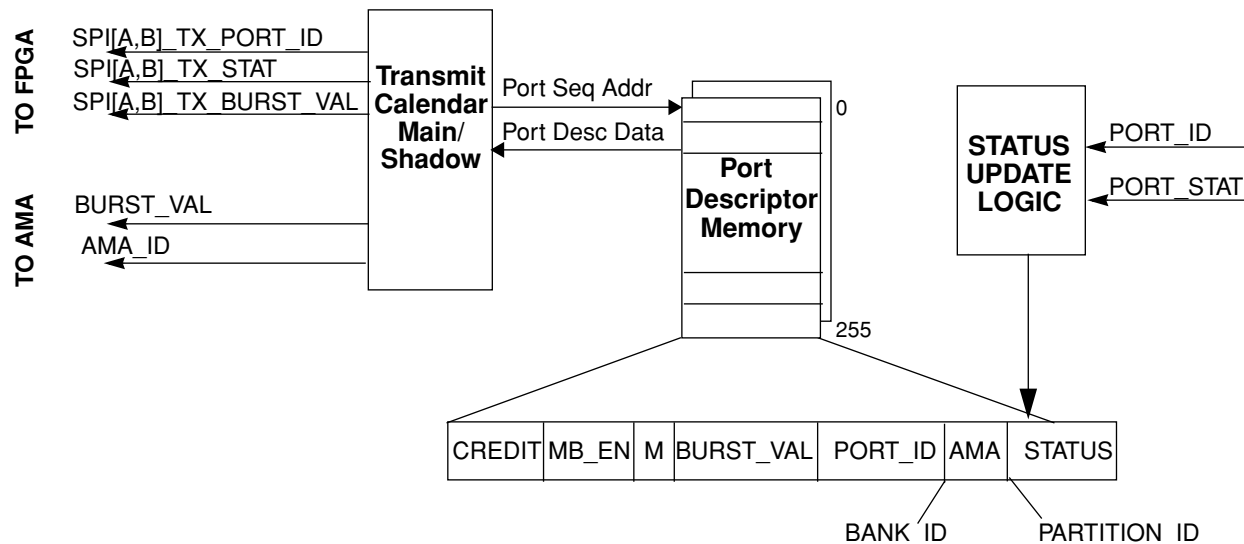 TO FPGA
SPI[A,B]_TX_PORT_ID
SPI[A,B]_TX_STAT
SPI[A,B]_TX_BURST_VAL
TO AMA
BURST_VAL
AMA_ID
Transmit
Calendar
Main/
Shadow
Port Seq Addr
Port Desc Data
0
Port
Descriptor
Memory
255
STATUS
UPDATE
LOGIC
PORT_ID
PORT_STAT
CREDIT MB_EN M BURST_VAL PORT_ID AMA STATUS
BANK_ID PARTITION_ID